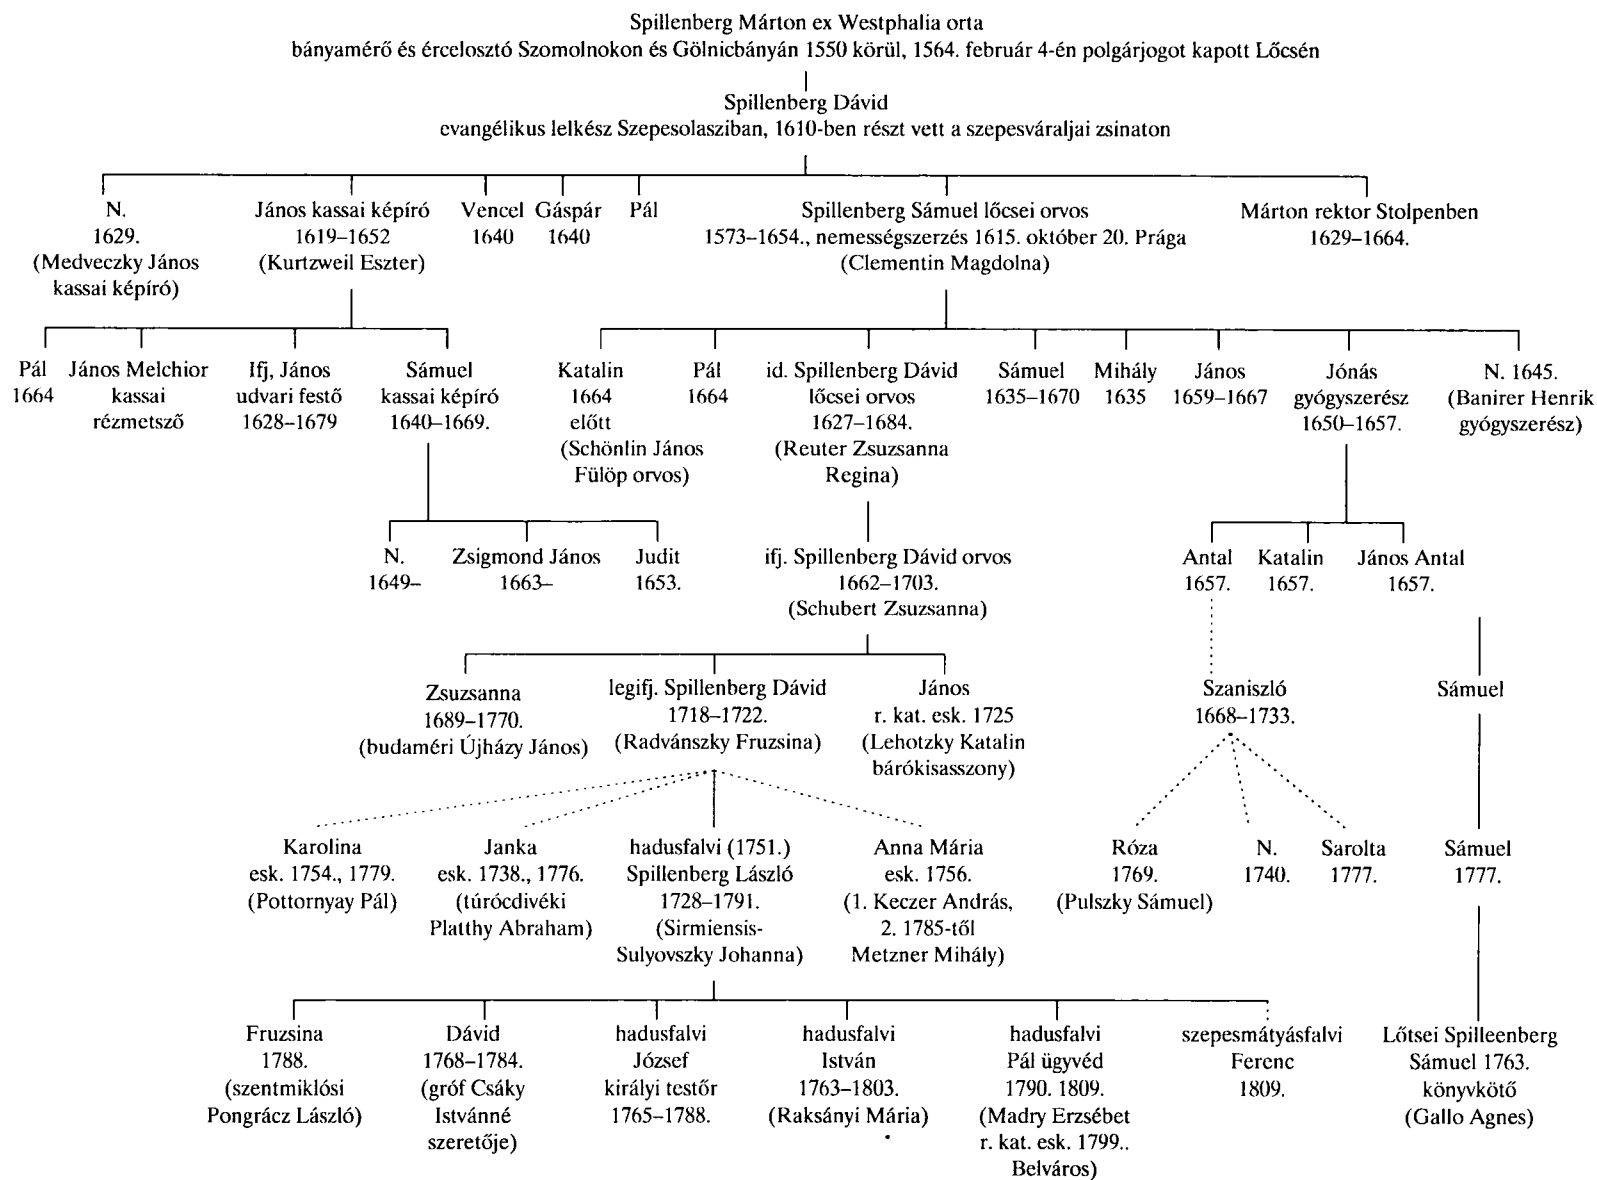 Spillenberg Márton ex Westphalia orta
bányamérő és ércelosztó Szomolnokon és Gölnicbányán 1550 körül, 1564. február 4-én polgárjogot kapott Lőcsén
Spillenberg Dávid
evangélikus lelkész Szepesolasziban, 1610-ben részt vett a szepesváraljai zsinaton
N.
1629.
(Medveczky János
kassai képíró)
János kassai képíró
1619–1652
(Kurtzweil Eszter)
Vencel
1640
Gáspár
1640
Pál
Spillenberg Sámuel lőcsei orvos
1573–1654., nemességszerzés 1615. október 20. Prága
(Clementin Magdolna)
Márton rektor Stolpenben
1629–1664.
Pál
1664
János Melchior
kassai
rézmetsző
Ifj, János
udvari festő
1628–1679
Sámuel
kassai képíró
1640–1669.
Katalin
1664
előtt
(Schönlin János
Fülöp orvos)
Pál
1664
id. Spillenberg Dávid
lőcsei orvos
1627–1684.
(Reuter Zsuzsanna
Regina)
Sámuel
1635–1670
Mihály
1635
János
1659–1667
Jónás
gyógyszerész
1650–1657.
N. 1645.
(Banirer Henrik
gyógyszerész)
N.
1649–
Zsigmond János
1663–
Judit
1653.
ifj. Spillenberg Dávid orvos
1662–1703.
(Schubert Zsuzsanna)
Antal
1657.
Katalin
1657.
János Antal
1657.
Zsuzsanna
1689–1770.
(budaméri Újházy János)
legifj. Spillenberg Dávid
1718–1722.
(Radvánszky Fruzsina)
János
r. kat. esk. 1725
(Lehotzky Katalin
bárókisasszony)
Szaniszló
1668–1733.
Sámuel
Karolina
esk. 1754., 1779.
(Pottornyay Pál)
Janka
esk. 1738., 1776.
(túrócdivéki
Platthy Abraham)
hadusfalvi (1751.)
Spillenberg László
1728–1791.
(Sirmiensis-
Sulyovszky Johanna)
Anna Mária
esk. 1756.
(1. Keczer András,
2. 1785-től
Metzner Mihály)
Róza
1769.
(Pulszky Sámuel)
N.
1740.
Sarolta
1777.
Sámuel
1777.
Fruzsina
1788.
(szentmiklósi
Pongrácz László)
Dávid
1768–1784.
(gróf Csáky
Istvánné
szeretője)
hadusfalvi
József
királyi testőr
1765–1788.
hadusfalvi
István
1763–1803.
(Raksányi Mária)
hadusfalvi
Pál ügyvéd
1790. 1809.
(Madry Erzsébet
r. kat. esk. 1799..
Belváros)
szepesmátyásfalvi
Ferenc
1809.
Lőtsei Spilleenberg
Sámuel 1763.
könyvkötő
(Gallo Agnes)